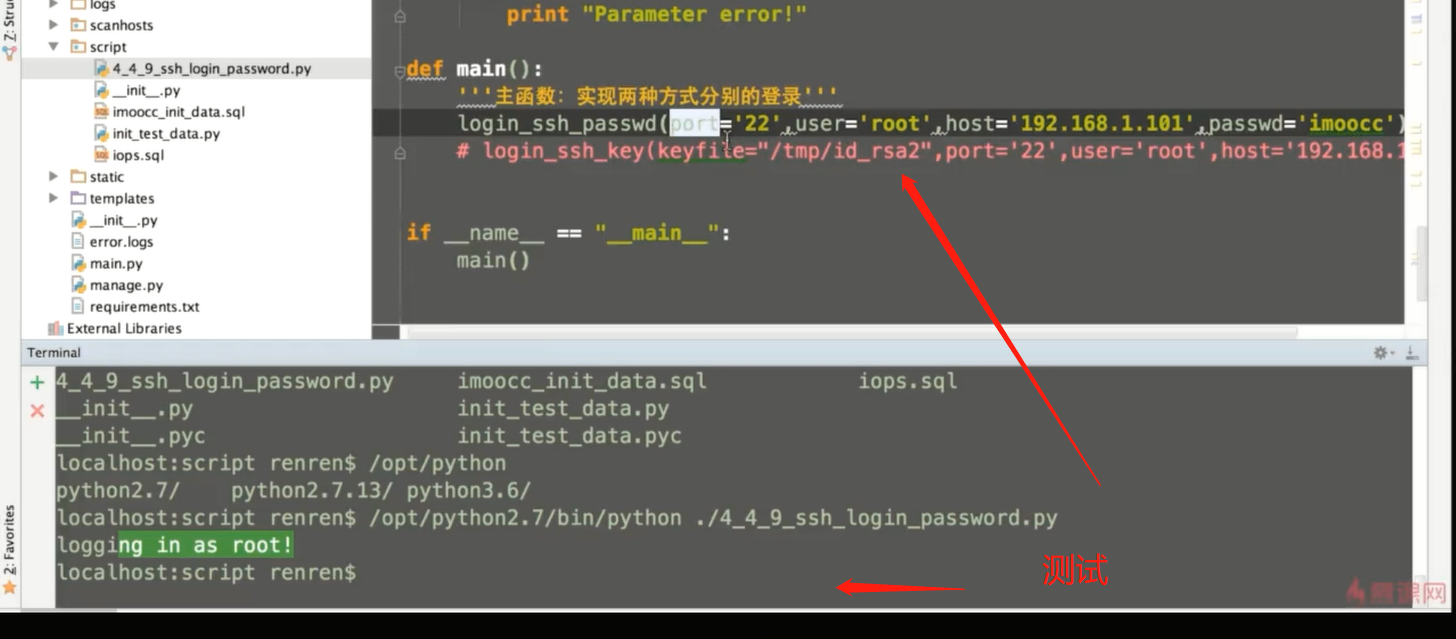 Z: Struc
logs
scanhosts
script
4_4_9_ssh_login_password.py
__init__.py
imoocc_init_data.sql
init_test_data.py
iops.sql
static
templates
__init__.py
error.logs
main.py
manage.py
requirements.txt
External Libraries
print "Parameter error!"
def main():
'''主函数：实现两种方式分别的登录'''
login_ssh_passwd(port='22',user='root',host='192.168.1.101',passwd='imoocc')
# login_ssh_key(keyfile="/tmp/id_rsa2",port='22',user='root',host='192.168.1
if __name__ == "__main__":
main()
Terminal
2: Favorites
4_4_9_ssh_login_password.py imoocc_init_data.sql iops.sql
__init__.py init_test_data.py
__init__.pyc init_test_data.pyc
localhost:script renren$ /opt/python
python2.7/ python2.7.13/ python3.6/
localhost:script renren$ /opt/python2.7/bin/python ./4_4_9_ssh_login_password.py
logging in as root!
localhost:script renren$
测试
慕课网